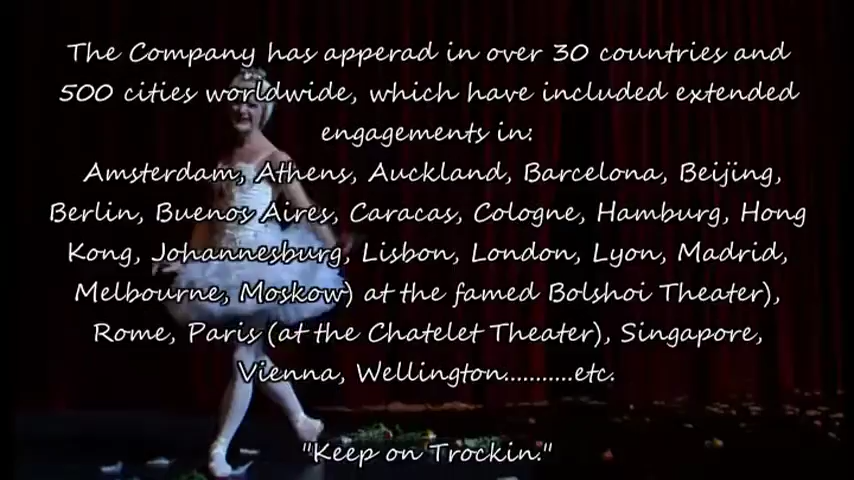 The Company has apperad in over 30 countries and
500 cities worldwide, which have included extended
engagements in:
Amsterdam, Athens, Auckland, Barcelona, Beijing,
Berlin, Buenos Aires, Caracas, Cologne, Hamburg, Hong
Kong, Johannesburg, Lisbon, London, Lyon, Madrid,
Melbourne, Moskow) at the famed Bolshoi Theater),
Rome, Paris (at the Chatelet Theater), Singapore,
Vienna, Wellington...........etc.
"Keep on Trockin."